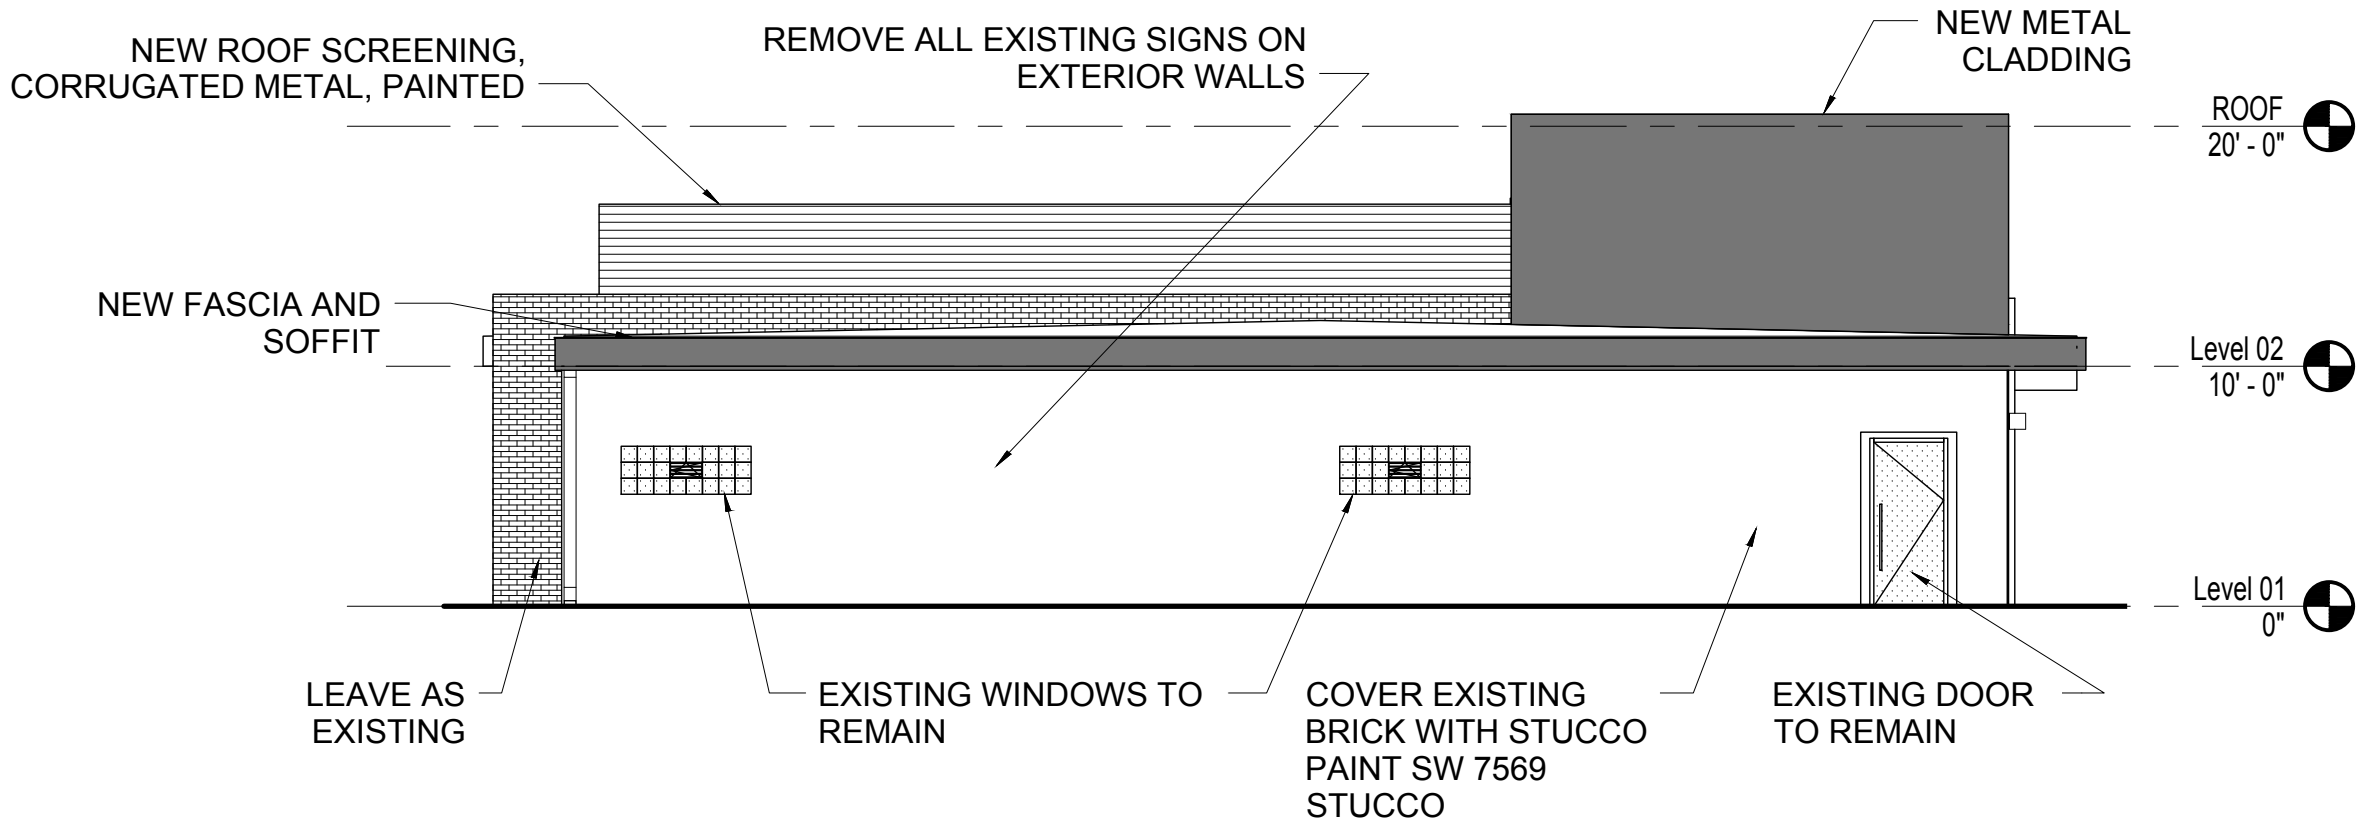 NEW ROOF SCREENING,
CORRUGATED METAL, PAINTED
REMOVE ALL EXISTING SIGNS ON
EXTERIOR WALLS
NEW METAL
CLADDING
ROOF
20' - 0"
NEW FASCIA AND
SOFFIT
Level 02
10' - 0"
Level 01
0"
LEAVE AS
EXISTING
EXISTING WINDOWS TO
REMAIN
COVER EXISTING
BRICK WITH STUCCO
PAINT SW 7569
STUCCO
EXISTING DOOR
TO REMAIN